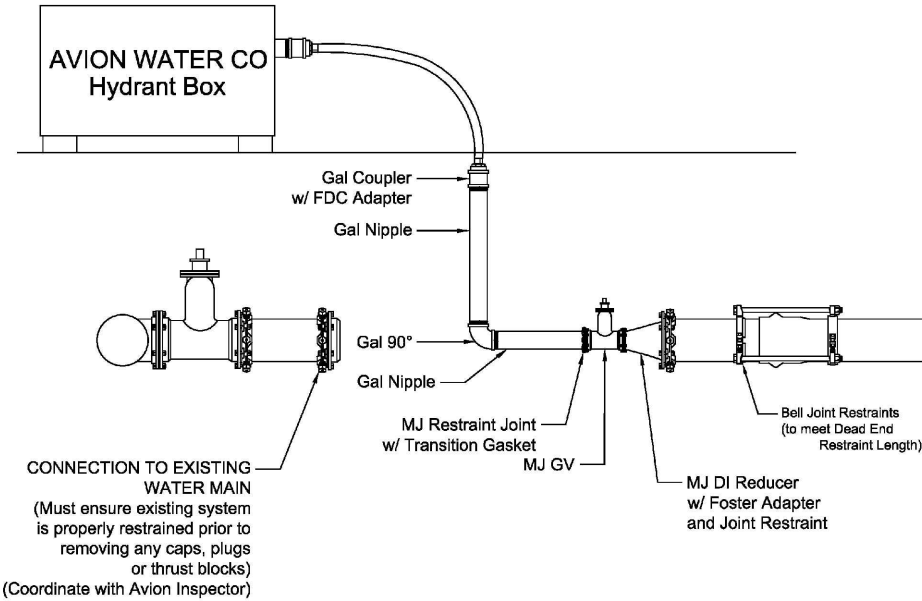 AVION WATER CO
Hydrant Box
Gal Coupler
w/ FDC Adapter
Gal Nipple
Gal 90°
Gal Nipple
MJ Restraint Joint
w/ Transition Gasket
MJ GV
Bell Joint Restraints
(to meet Dead End
Restraint Length)
MJ DI Reducer
w/ Foster Adapter
and Joint Restraint
CONNECTION TO EXISTING
WATER MAIN
(Must ensure existing system
is properly restrained prior to
removing any caps, plugs
or thrust blocks)
(Coordinate with Avion Inspector)